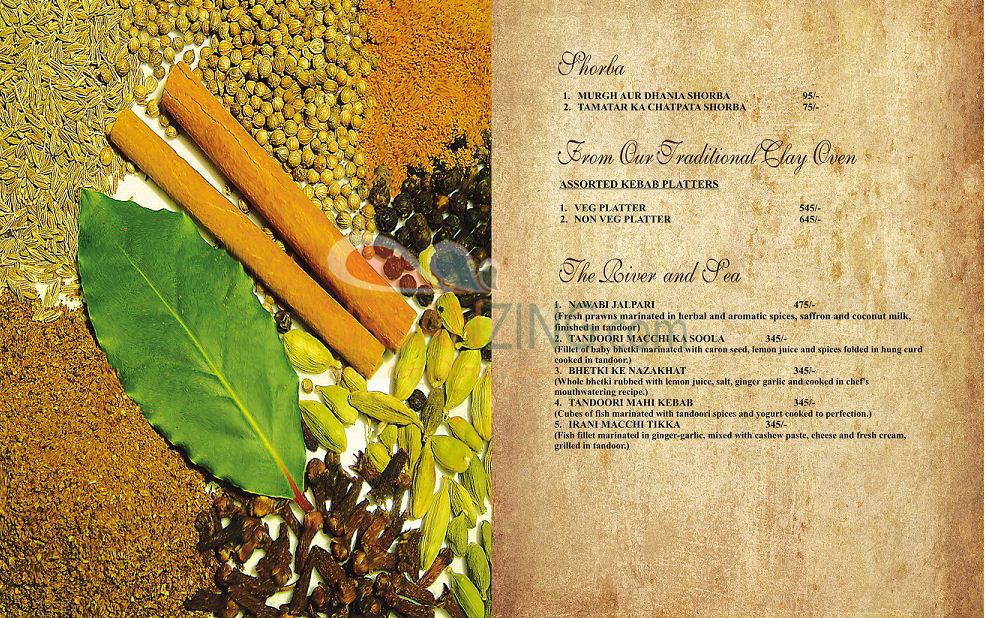 Shorba
1. MURGH AUR DHANIA SHORBA 95/-
2. TAMATAR KA CHATPATA SHORBA 75/-
From Our Traditional Clay Oven
ASSORTED KEBAB PLATTERS
1. VEG PLATTER 545/-
2. NON VEG PLATTER 645/-
The River and Sea
1. NAWABI JALPARI 475/-
(Fresh prawns marinated in herbal and aromatic spices, saffron and coconut milk,
finished in tandoor)
2. TANDOORI MACCHI KA SOOLA 345/-
(Fillet of baby bhetki marinated with caron seed, lemon juice and spices folded in hung curd
cooked in tandoor.)
3. BHETKI KE NAZAKHAT 345/-
(Whole bhetki rubbed with lemon juice, salt, ginger garlic and cooked in chef's
mouthwatering recipe.)
4. TANDOORI MAHI KEBAB 345/-
(Cubes of fish marinated with tandoori spices and yogurt cooked to perfection.)
5. IRANI MACCHI TIKKA 345/-
(Fish fillet marinated in ginger-garlic, mixed with cashew paste, cheese and fresh cream,
grilled in tandoor.)